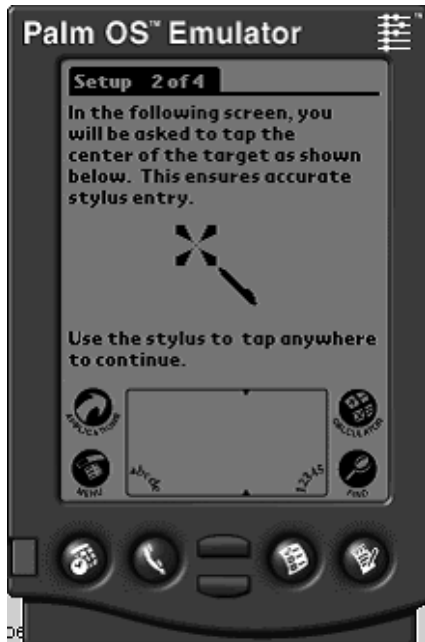 Palm OS™ Emulator
Setup 2 of 4
In the following screen, you
will be asked to tap the
center of the target as shown
below. This ensures accurate
stylus entry.
Use the stylus to tap anywhere
to continue.
APPLICATIONS
CALCULATOR
abcde
12345
MENU
FIND